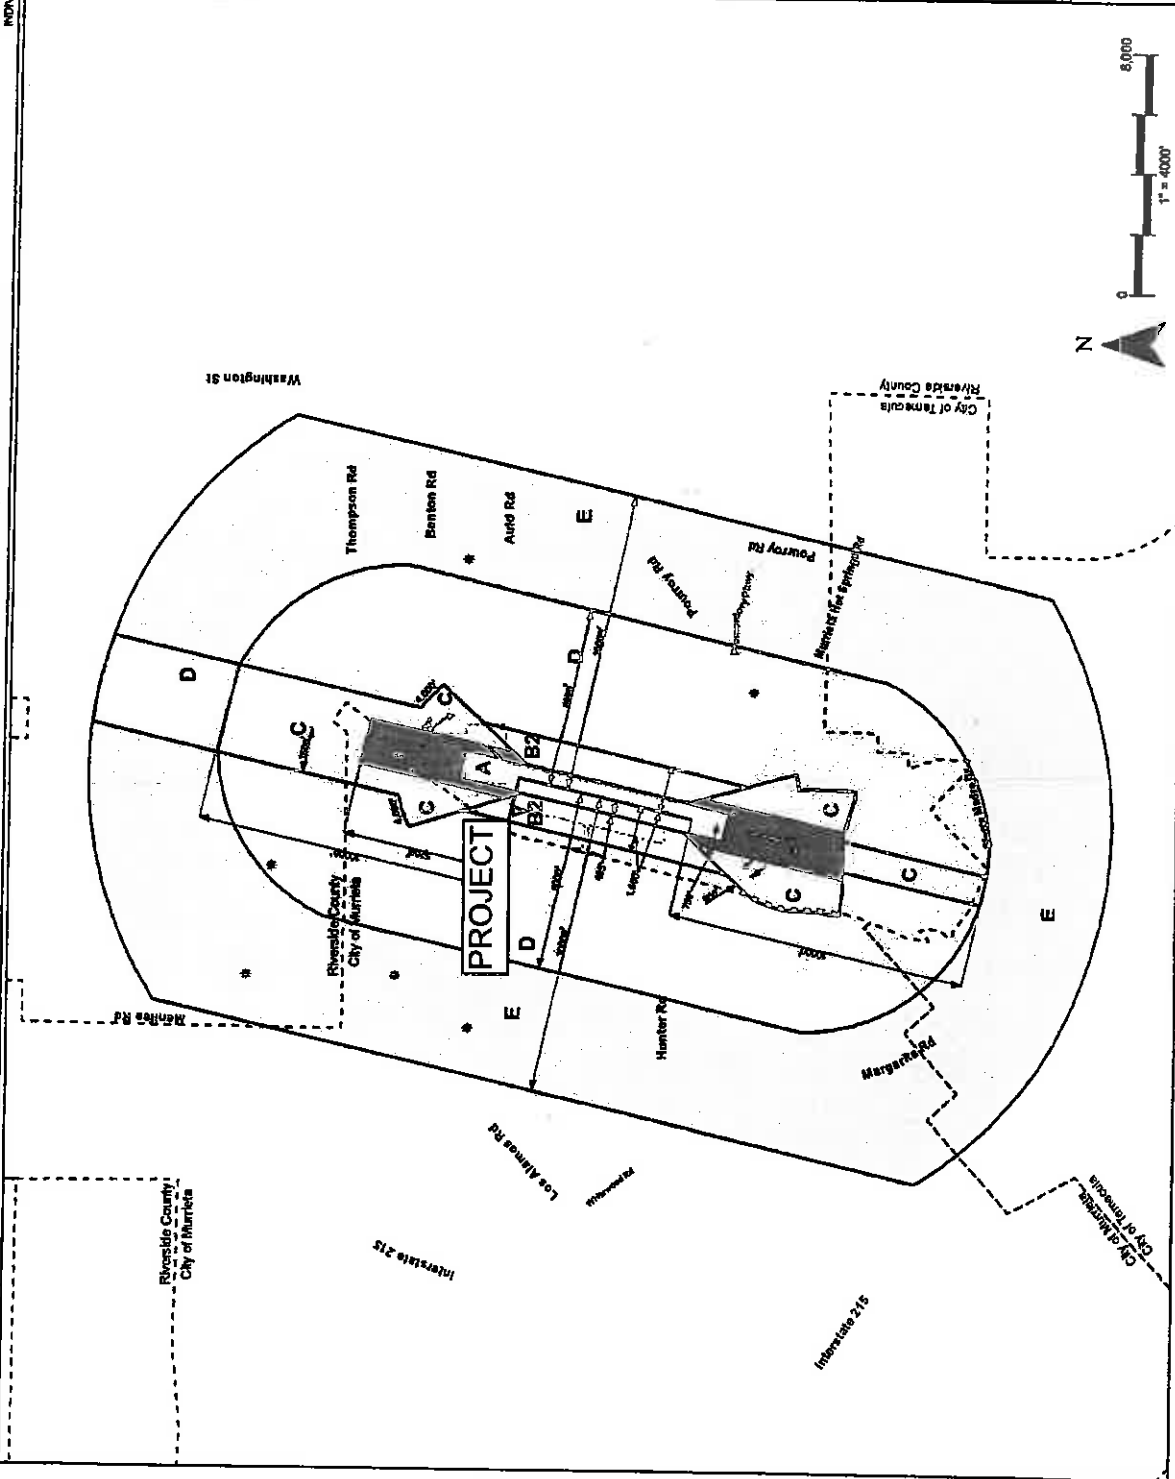 Washington St
Thompson Rd
Benton Rd
Auld Rd
E
D
C
C
A
B2
B2
C
D
PROJECT
D
E
Riverside County
City of Murrieta
Menifee Rd
Pourroy Rd
Pourroy Rd
Murrieta Hot Springs Rd
City of Temecula
Riverside County
C
C
C
E
Hunter Rd
Margarita Rd
Los Alamos Rd
Whitewood Rd
Interstate 215
Interstate 215
Riverside County
City of Murrieta
City of Murrieta
City of Temecula
N
0
8,000
1" = 4000'